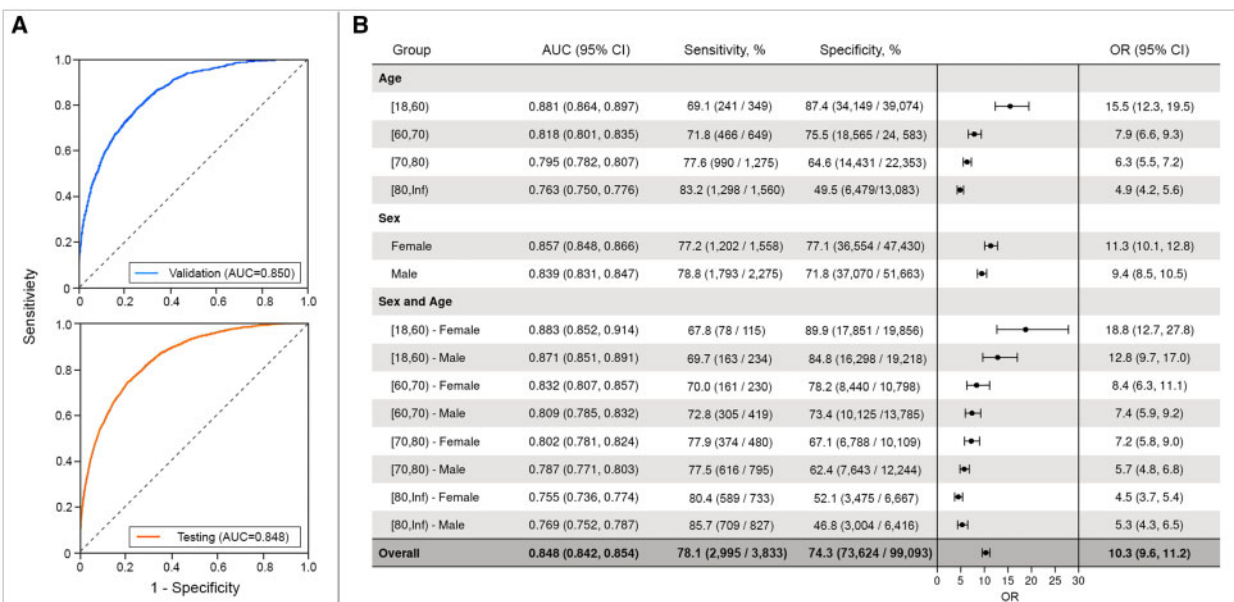 A
Sensitiviety
1.0
0.8
0.6
0.4
0.2
0
Validation (AUC=0.850)
0 0.2 0.4 0.6 0.8 1.0
1.0
0.8
0.6
0.4
0.2
0
Testing (AUC=0.848)
0 0.2 0.4 0.6 0.8 1.0
1 - Specificity
B
Group AUC (95% CI) Sensitivity, % Specificity, % OR (95% CI)
Age
[18,60) 0.881 (0.864, 0.897) 69.1 (241 / 349) 87.4 (34,149 / 39,074) 15.5 (12.3, 19.5)
[60,70) 0.818 (0.801, 0.835) 71.8 (466 / 649) 75.5 (18,565 / 24, 583) 7.9 (6.6, 9.3)
[70,80) 0.795 (0.782, 0.807) 77.6 (990 / 1,275) 64.6 (14,431 / 22,353) 6.3 (5.5, 7.2)
[80,Inf) 0.763 (0.750, 0.776) 83.2 (1,298 / 1,560) 49.5 (6,479/13,083) 4.9 (4.2, 5.6)
Sex
Female 0.857 (0.848, 0.866) 77.2 (1,202 / 1,558) 77.1 (36,554 / 47,430) 11.3 (10.1, 12.8)
Male 0.839 (0.831, 0.847) 78.8 (1,793 / 2,275) 71.8 (37,070 / 51,663) 9.4 (8.5, 10.5)
Sex and Age
[18,60) - Female 0.883 (0.852, 0.914) 67.8 (78 / 115) 89.9 (17,851 / 19,856) 18.8 (12.7, 27.8)
[18,60) - Male 0.871 (0.851, 0.891) 69.7 (163 / 234) 84.8 (16,298 / 19,218) 12.8 (9.7, 17.0)
[60,70) - Female 0.832 (0.807, 0.857) 70.0 (161 / 230) 78.2 (8,440 / 10,798) 8.4 (6.3, 11.1)
[60,70) - Male 0.809 (0.785, 0.832) 72.8 (305 / 419) 73.4 (10,125 /13,785) 7.4 (5.9, 9.2)
[70,80) - Female 0.802 (0.781, 0.824) 77.9 (374 / 480) 67.1 (6,788 / 10,109) 7.2 (5.8, 9.0)
[70,80) - Male 0.787 (0.771, 0.803) 77.5 (616 / 795) 62.4 (7,643 / 12,244) 5.7 (4.8, 6.8)
[80,Inf) - Female 0.755 (0.736, 0.774) 80.4 (589 / 733) 52.1 (3,475 / 6,667) 4.5 (3.7, 5.4)
[80,Inf) - Male 0.769 (0.752, 0.787) 85.7 (709 / 827) 46.8 (3,004 / 6,416) 5.3 (4.3, 6.5)
Overall 0.848 (0.842, 0.854) 78.1 (2,995 / 3,833) 74.3 (73,624 / 99,093) 10.3 (9.6, 11.2)
0 5 10 15 20 25 30
OR